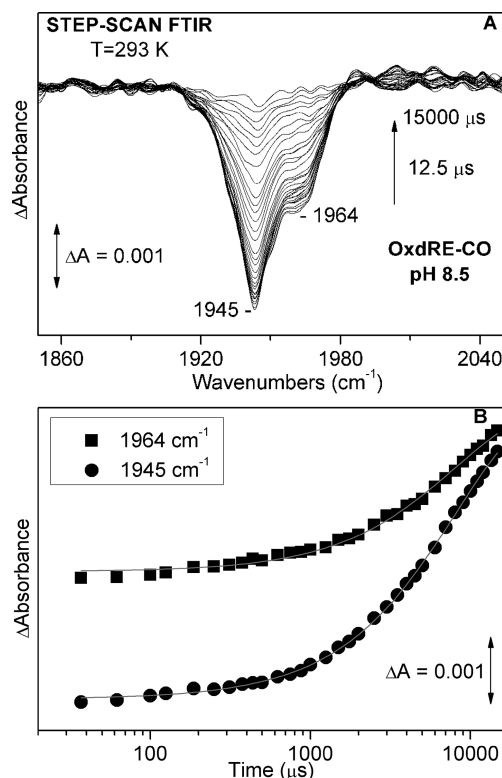 STEP-SCAN FTIR
A
T=293 K
15000 μs
12.5 μs
- 1964
ΔA = 0.001
OxdRE-CO
pH 8.5
1945 -
ΔAbsorbance
1860 1920 1980 2040
Wavenumbers (cm⁻¹)
B
1964 cm⁻¹
1945 cm⁻¹
ΔAbsorbance
ΔA = 0.001
100 1000 10000
Time (μs)